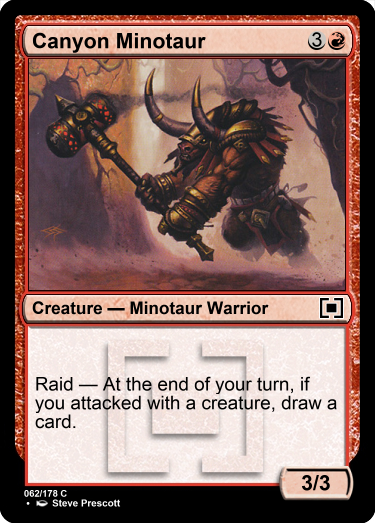 Canyon Minotaur 3
Creature — Minotaur Warrior
Raid — At the end of your turn, if
you attacked with a creature, draw a
card.
3/3
062/178 C
• Steve Prescott